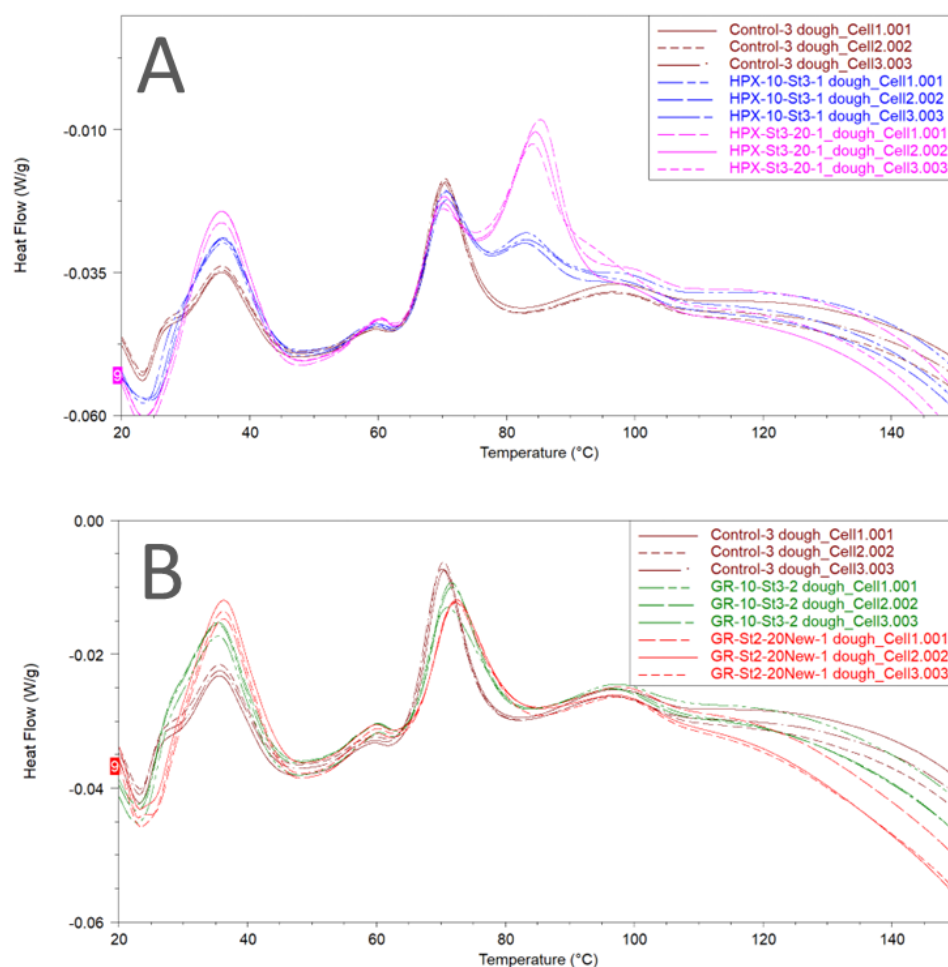 A
Control-3 dough_Cell1.001
Control-3 dough_Cell2.002
Control-3 dough_Cell3.003
HPX-10-St3-1 dough_Cell1.001
HPX-10-St3-1 dough_Cell2.002
HPX-10-St3-1 dough_Cell3.003
HPX-St3-20-1_dough_Cell1.001
HPX-St3-20-1_dough_Cell2.002
HPX-St3-20-1_dough_Cell3.003
Heat Flow (W/g)
-0.010
-0.035
-0.060
9
20 40 60 80 100 120 140
Temperature (°C)
B
Control-3 dough_Cell1.001
Control-3 dough_Cell2.002
Control-3 dough_Cell3.003
GR-10-St3-2 dough_Cell1.001
GR-10-St3-2 dough_Cell2.002
GR-10-St3-2 dough_Cell3.003
GR-St2-20New-1 dough_Cell1.001
GR-St2-20New-1 dough_Cell2.002
GR-St2-20New-1 dough_Cell3.003
Heat Flow (W/g)
0.00
-0.02
-0.04
-0.06
9
20 40 60 80 100 120 140
Temperature (°C)